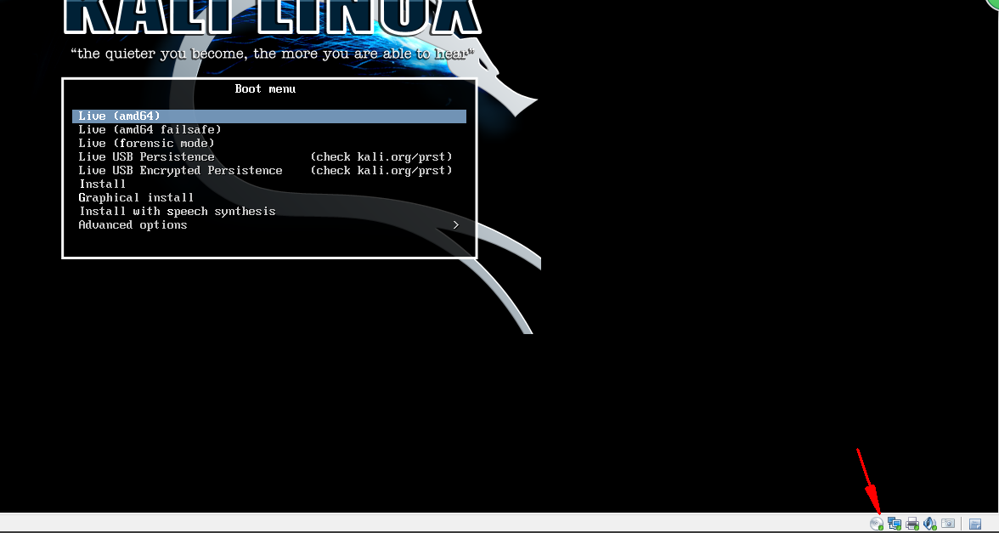 KALI LINUX
“the quieter you become, the more you are able to hear”
Boot menu
Live (amd64)
Live (amd64 failsafe)
Live (forensic mode)
Live USB Persistence (check kali.org/prst)
Live USB Encrypted Persistence (check kali.org/prst)
Install
Graphical install
Install with speech synthesis
Advanced options >